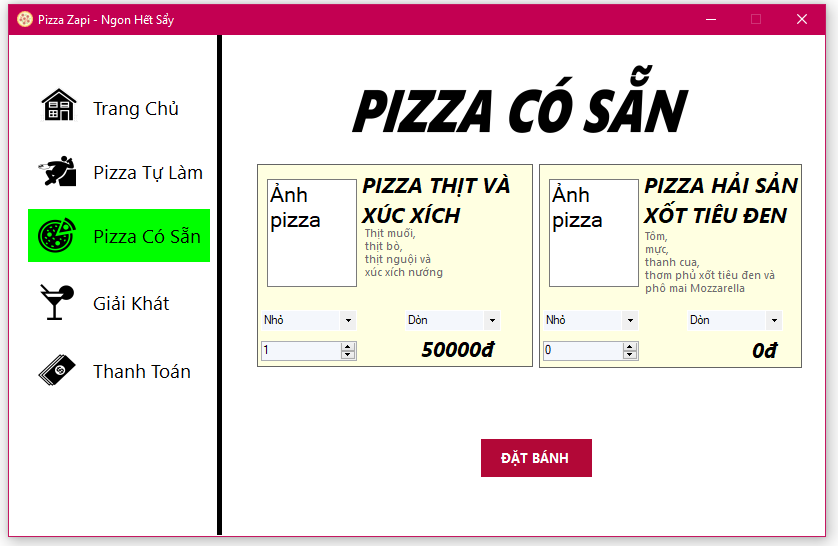 Pizza Zapi - Ngon Hết Sẩy
Trang Chủ
Pizza Tự Làm
Pizza Có Sẵn
Giải Khát
Thanh Toán
PIZZA CÓ SẴN
Ảnh
pizza
PIZZA THỊT VÀ
XÚC XÍCH
Thịt muối,
thịt bò,
thịt nguội và
xúc xích nướng
Nhỏ
Dòn
1
50000đ
Ảnh
pizza
PIZZA HẢI SẢN
XỐT TIÊU ĐEN
Tôm,
mực,
thanh cua,
thơm phủ xốt tiêu đen và
phô mai Mozzarella
Nhỏ
Dòn
0
0đ
ĐẶT BÁNH